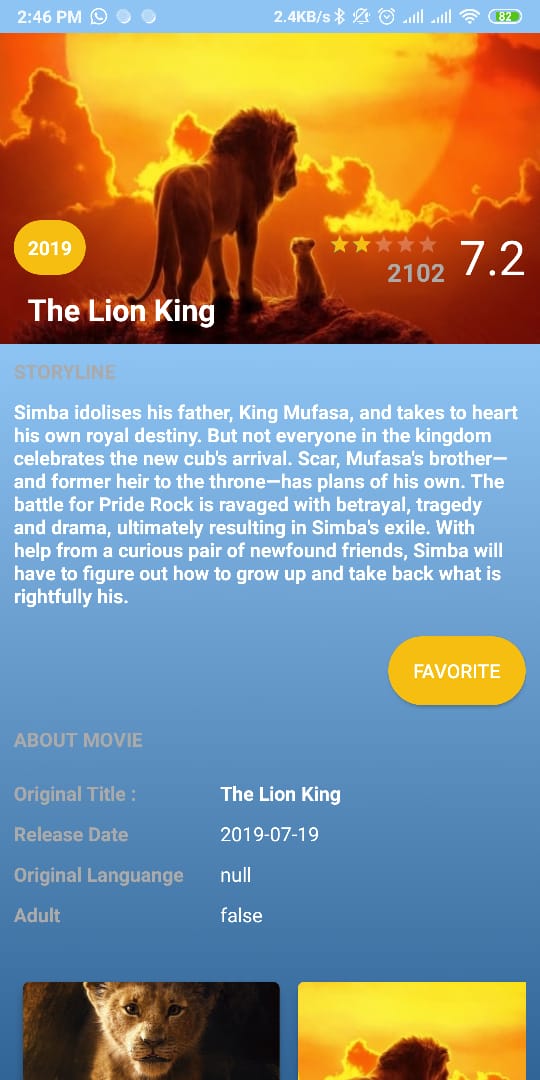 2:46 PM 2.4KB/s 82
2019
2102
7.2
The Lion King
STORYLINE
Simba idolises his father, King Mufasa, and takes to heart
his own royal destiny. But not everyone in the kingdom
celebrates the new cub's arrival. Scar, Mufasa's brother—
and former heir to the throne—has plans of his own. The
battle for Pride Rock is ravaged with betrayal, tragedy
and drama, ultimately resulting in Simba's exile. With
help from a curious pair of newfound friends, Simba will
have to figure out how to grow up and take back what is
rightfully his.
FAVORITE
ABOUT MOVIE
Original Title : The Lion King
Release Date 2019-07-19
Original Languange null
Adult false